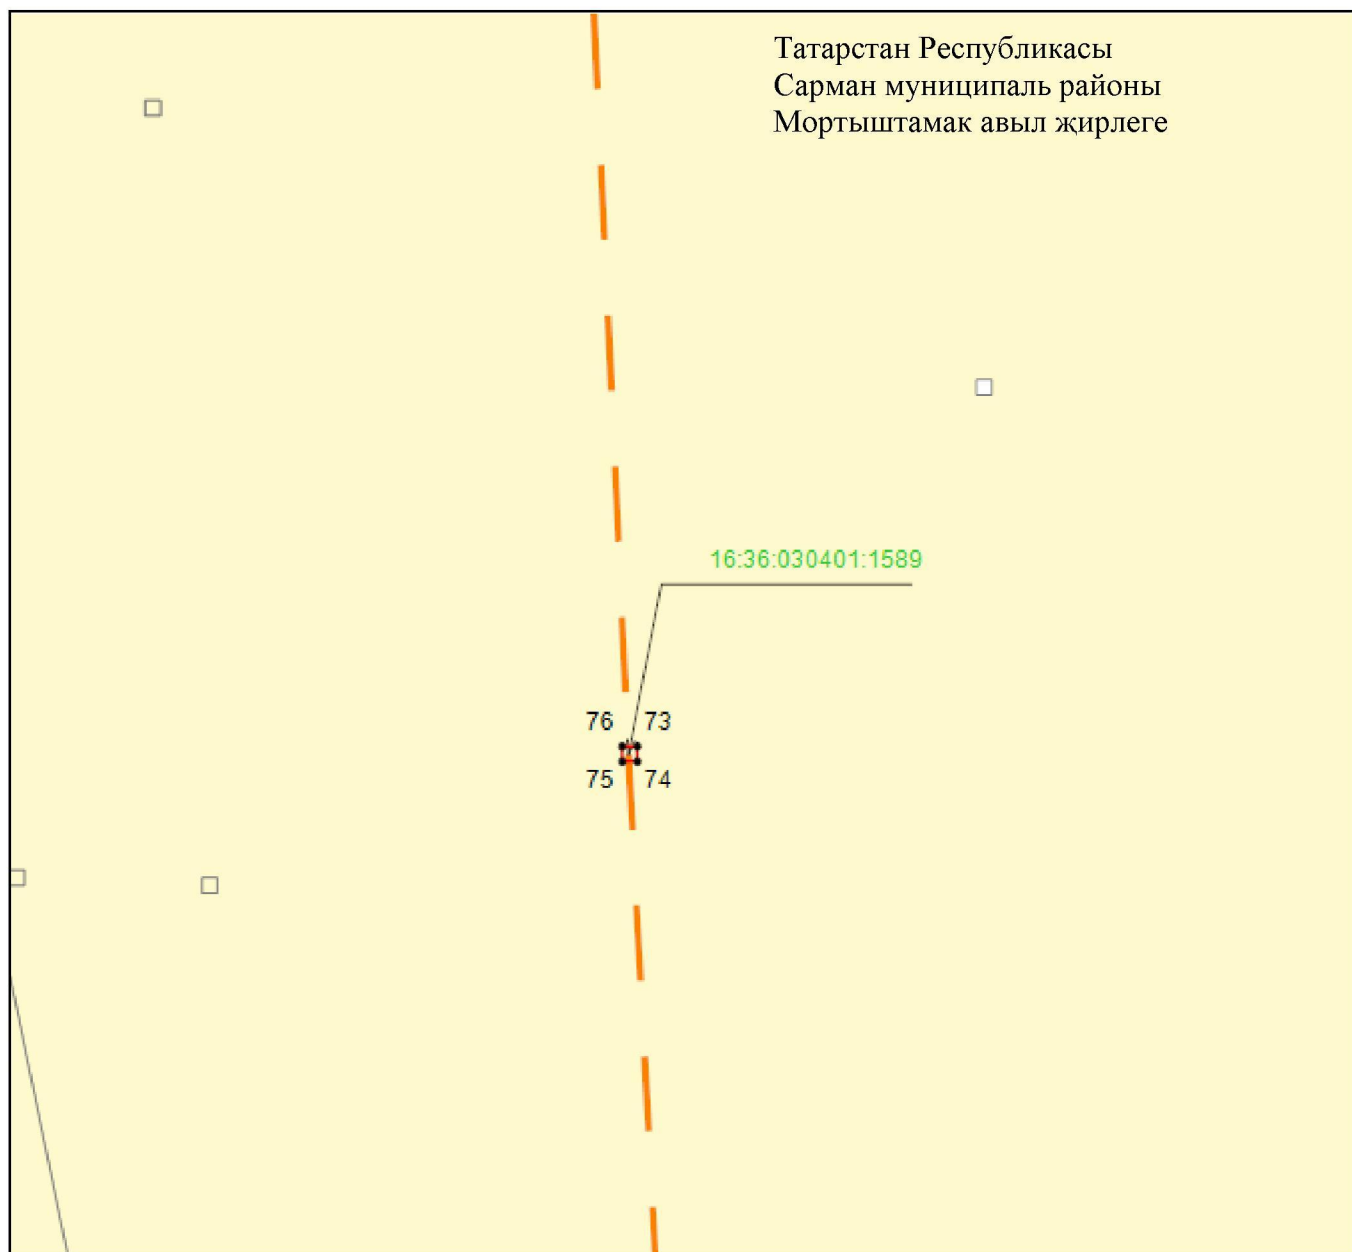 Татарстан Республикасы
Сарман муниципаль районы
Мортыштамак авыл җирлеге
16:36:030401:1589
76 73
75 74